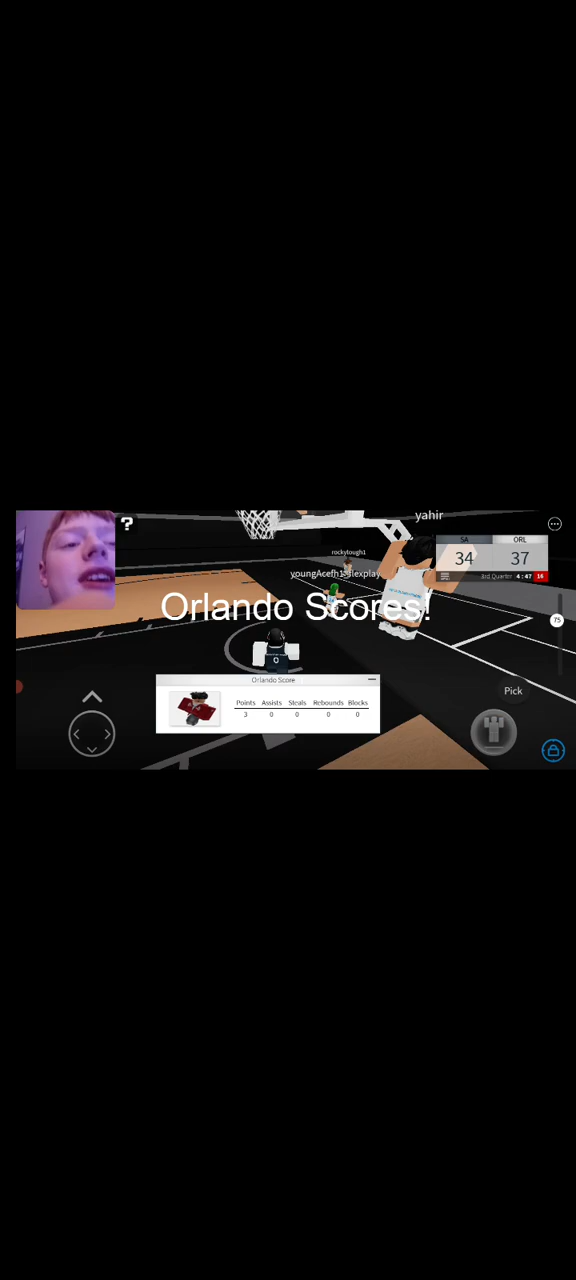 ?
yahir
SA ORL
34 37
3rd Quarter 4:47 16
rockytough1
Orlando Scores!
75
0
Orlando Score
Points Assists Steals Rebounds Blocks
3 0 0 0 0
Pick